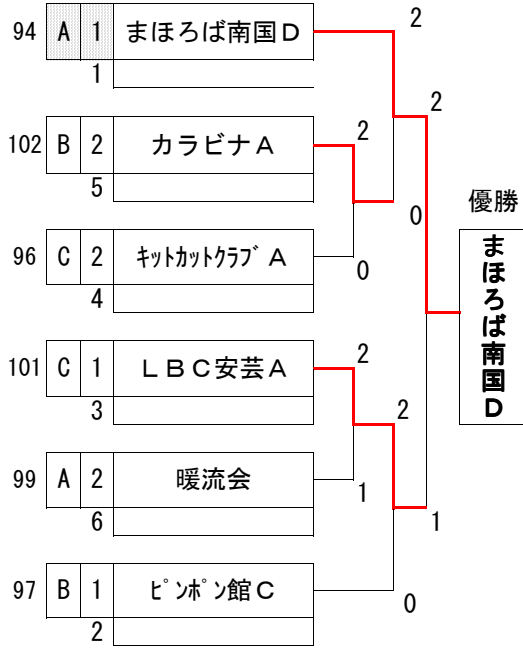 94 A 1 まほろば南国D 2
1
2
102 B 2 カラビナA 2
5
0
優勝
まほろば南国D
96 C 2 ｷｯﾄｶｯﾄｸﾗﾌﾞ A 0
4
101 C 1 LBC安芸A 2
3
2
99 A 2 暖流会 1
6
1
97 B 1 ﾋﾟﾝﾎﾟﾝ館C 0
2